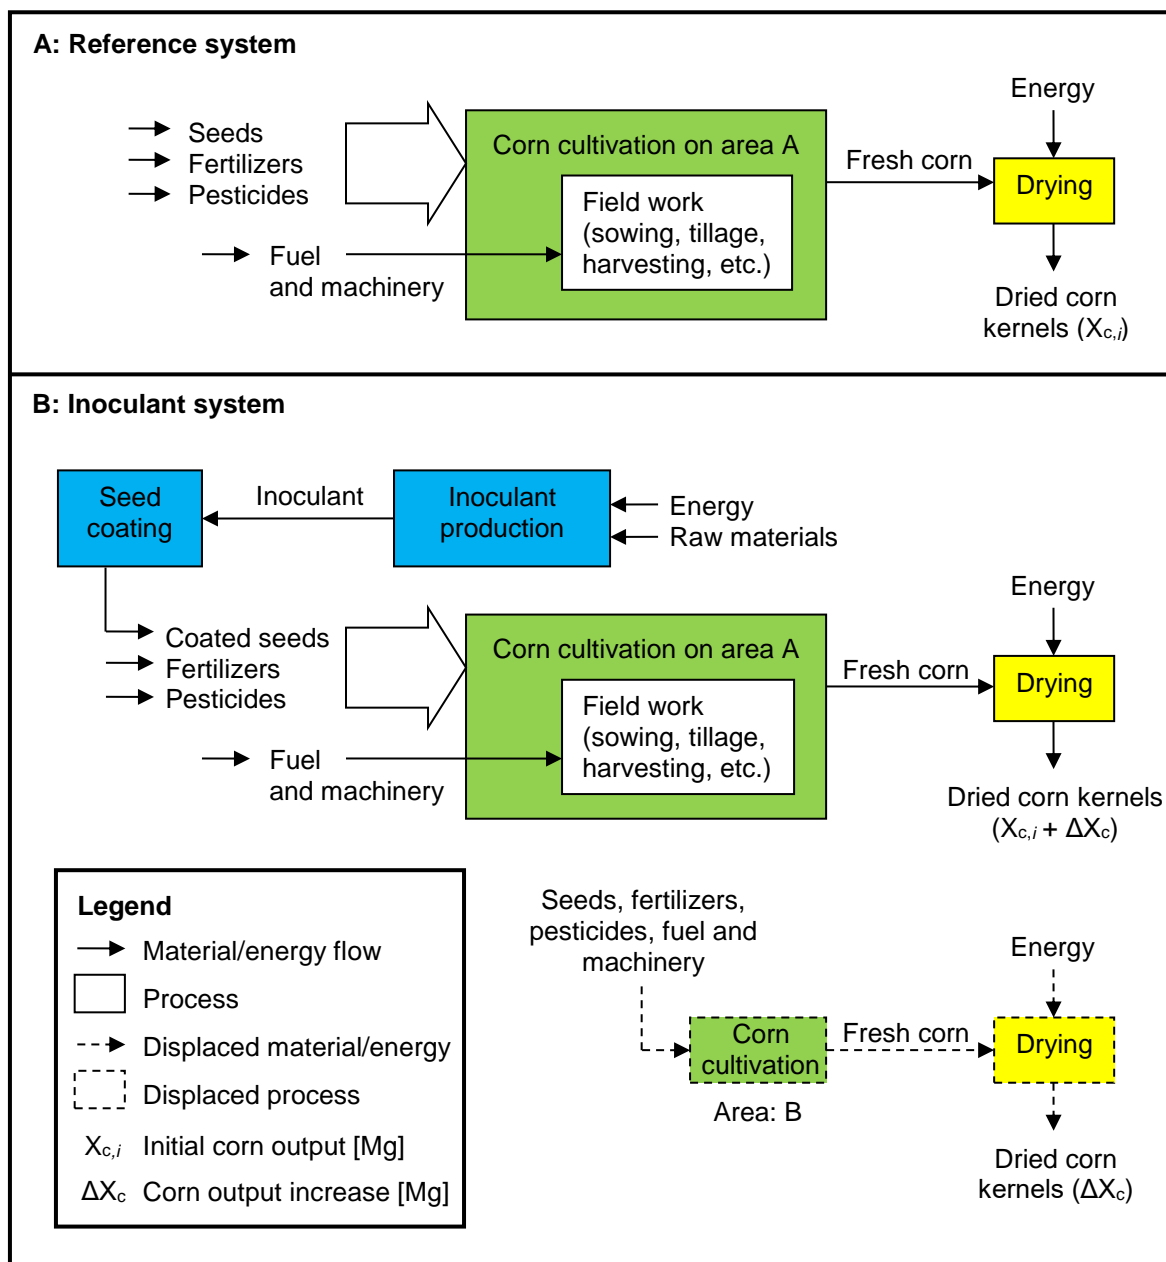 A: Reference system
Energy
Seeds
Fertilizers
Pesticides
Corn cultivation on area A
Fresh corn
Drying
Field work
(sowing, tillage,
harvesting, etc.)
Fuel
and machinery
Dried corn
kernels (Xc,i)
B: Inoculant system
Seed
coating
Inoculant
Inoculant
production
Energy
Raw materials
Energy
Coated seeds
Fertilizers
Pesticides
Corn cultivation on area A
Fresh corn
Drying
Field work
(sowing, tillage,
harvesting, etc.)
Fuel
and machinery
Dried corn kernels
(Xc,i + ΔXc)
Legend
Material/energy flow
Process
Displaced material/energy
Displaced process
Xc,i Initial corn output [Mg]
ΔXc Corn output increase [Mg]
Seeds, fertilizers,
pesticides, fuel and
machinery
Energy
Corn
cultivation
Fresh corn
Drying
Area: B
Dried corn
kernels (ΔXc)